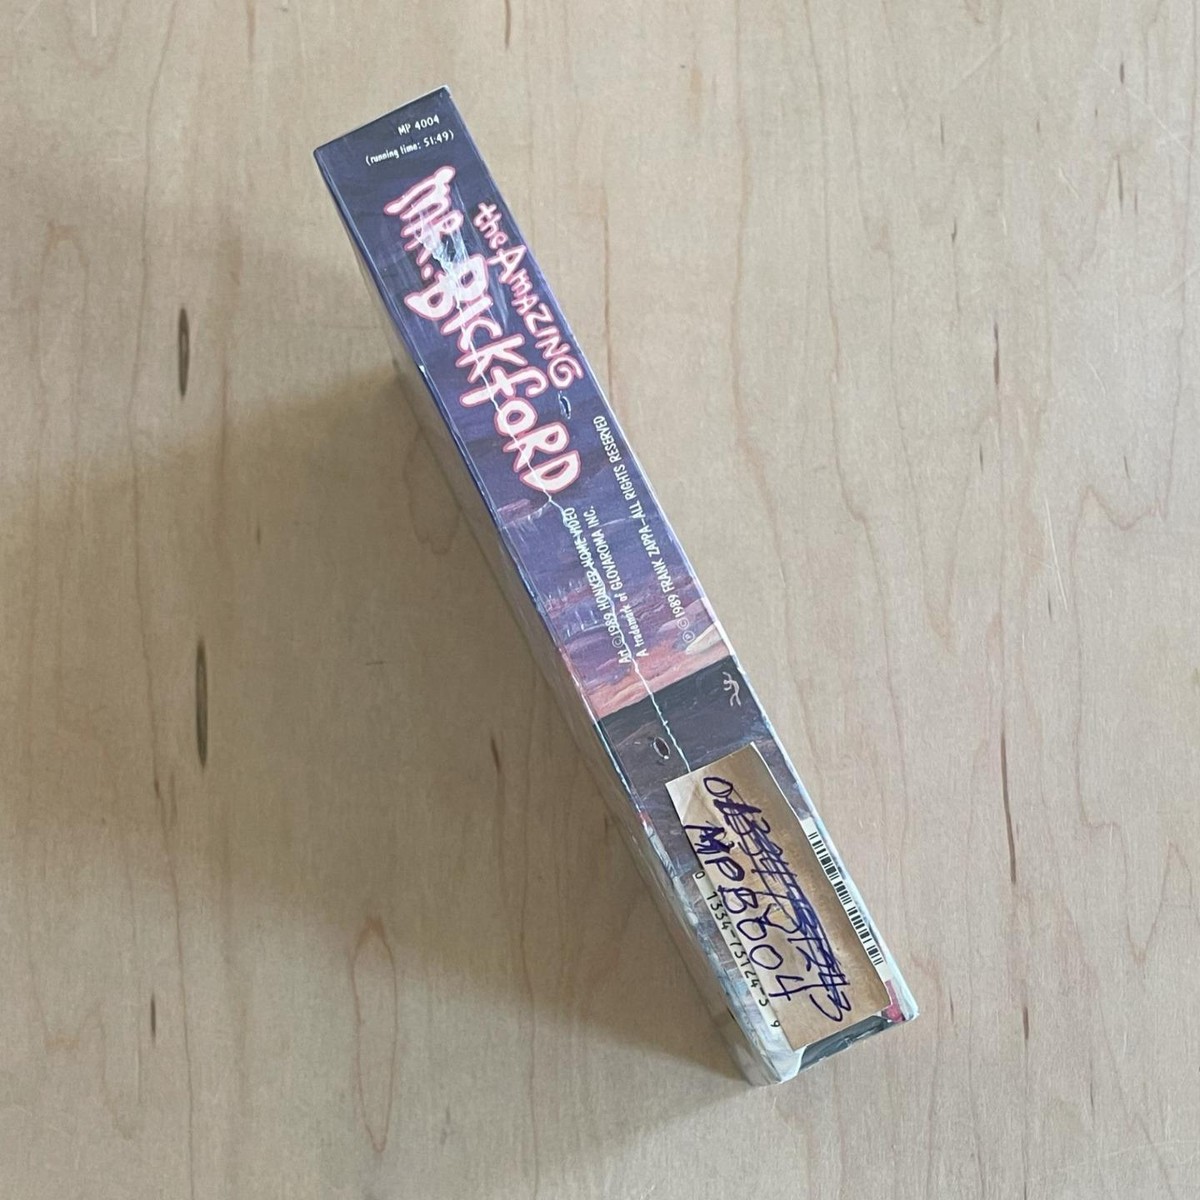 MP 4004
(running time: 51:49)
the AMAZING
MR. BICKFORD
Art © 1989 HONKER HOME VIDEO
A trademark of GLOVAROMA INC.
℗ © 1989 FRANK ZAPPA—ALL RIGHTS RESERVED